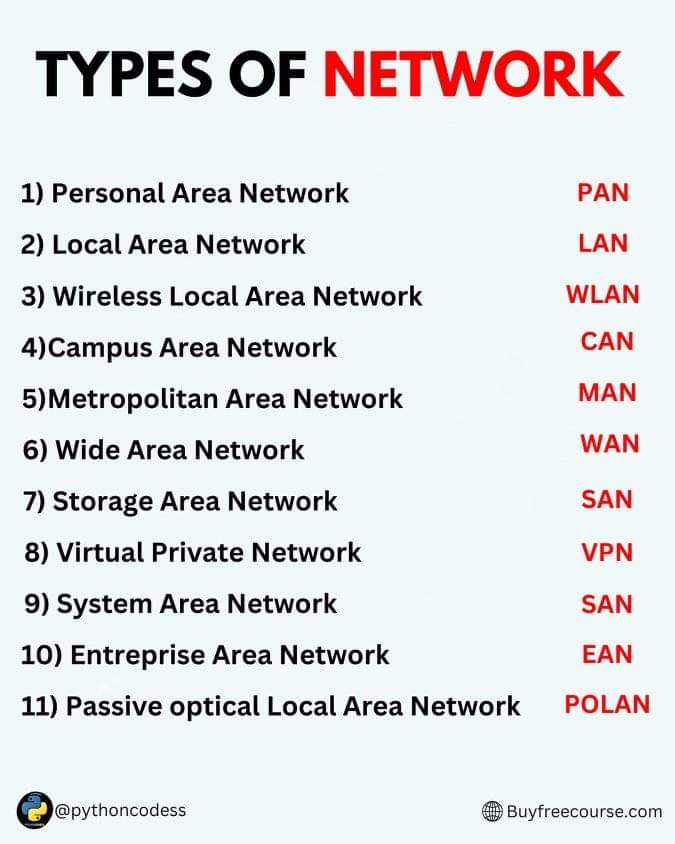 TYPES OF NETWORK
1) Personal Area Network PAN
2) Local Area Network LAN
3) Wireless Local Area Network WLAN
4)Campus Area Network CAN
5)Metropolitan Area Network MAN
6) Wide Area Network WAN
7) Storage Area Network SAN
8) Virtual Private Network VPN
9) System Area Network SAN
10) Entreprise Area Network EAN
11) Passive optical Local Area Network POLAN
@pythoncodess Buyfreecourse.com